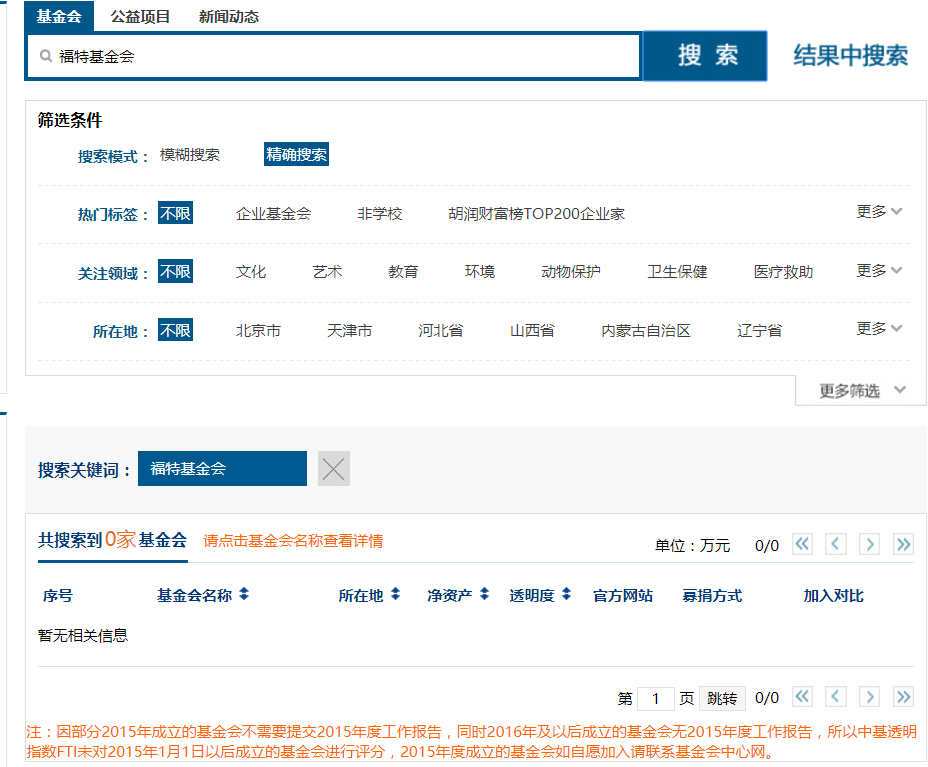 基金会 公益项目 新闻动态
福特基金会 搜 索 结果中搜索
筛选条件
搜索模式： 模糊搜索 精确搜索
热门标签： 不限 企业基金会 非学校 胡润财富榜TOP200企业家 更多
关注领域： 不限 文化 艺术 教育 环境 动物保护 卫生保健 医疗救助 更多
所在地： 不限 北京市 天津市 河北省 山西省 内蒙古自治区 辽宁省 更多
更多筛选
搜索关键词： 福特基金会
共搜索到0家基金会 请点击基金会名称查看详情 单位：万元 0/0
序号 基金会名称 所在地 净资产 透明度 官方网站 募捐方式 加入对比
暂无相关信息
第 1 页 跳转 0/0
注：因部分2015年成立的基金会不需要提交2015年度工作报告，同时2016年及以后成立的基金会无2015年度工作报告，所以中基透明
指数FTI未对2015年1月1日以后成立的基金会进行评分，2015年度成立的基金会如自愿加入请联系基金会中心网。